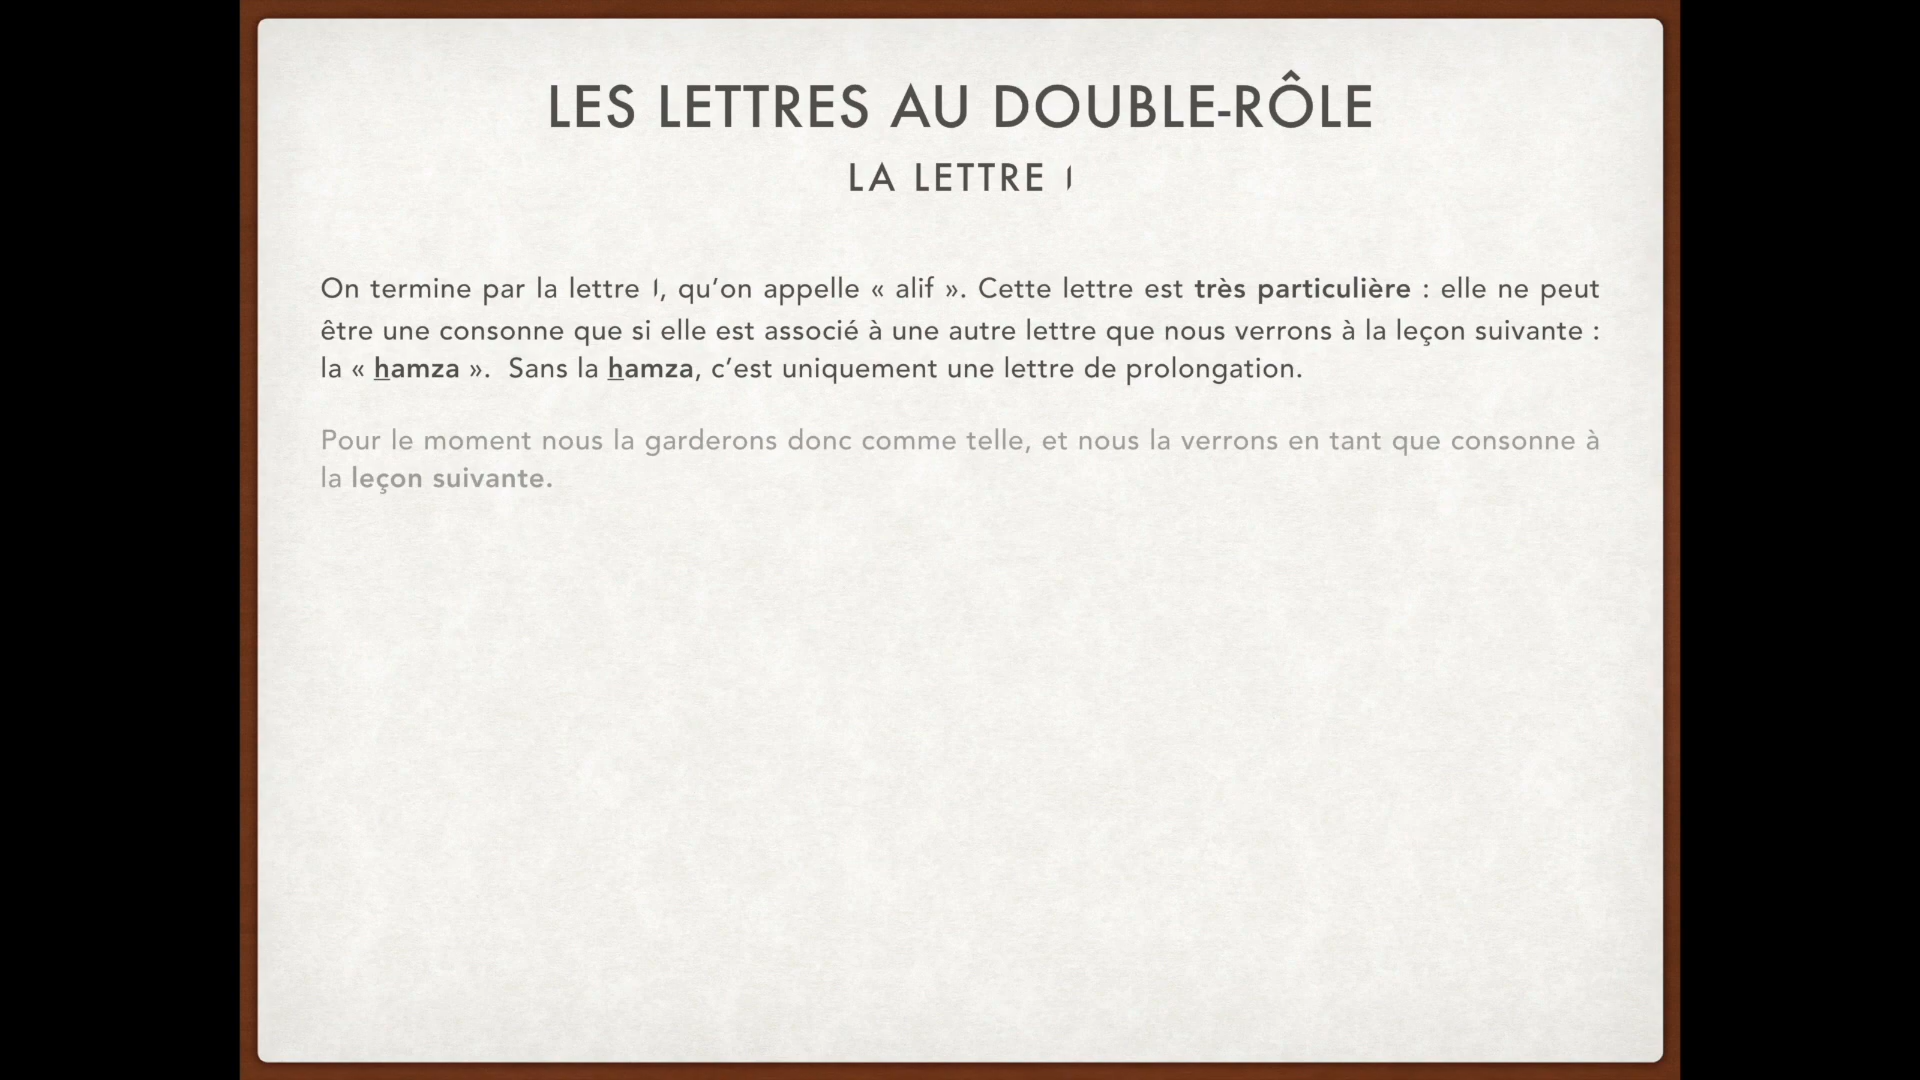 LES LETTRES AU DOUBLE-RÔLE
LA LETTRE ا
On termine par la lettre ا, qu’on appelle « alif ». Cette lettre est très particulière : elle ne peut
être une consonne que si elle est associé à une autre lettre que nous verrons à la leçon suivante :
la « hamza ».  Sans la hamza, c’est uniquement une lettre de prolongation.
Pour le moment nous la garderons donc comme telle, et nous la verrons en tant que consonne à
la leçon suivante.